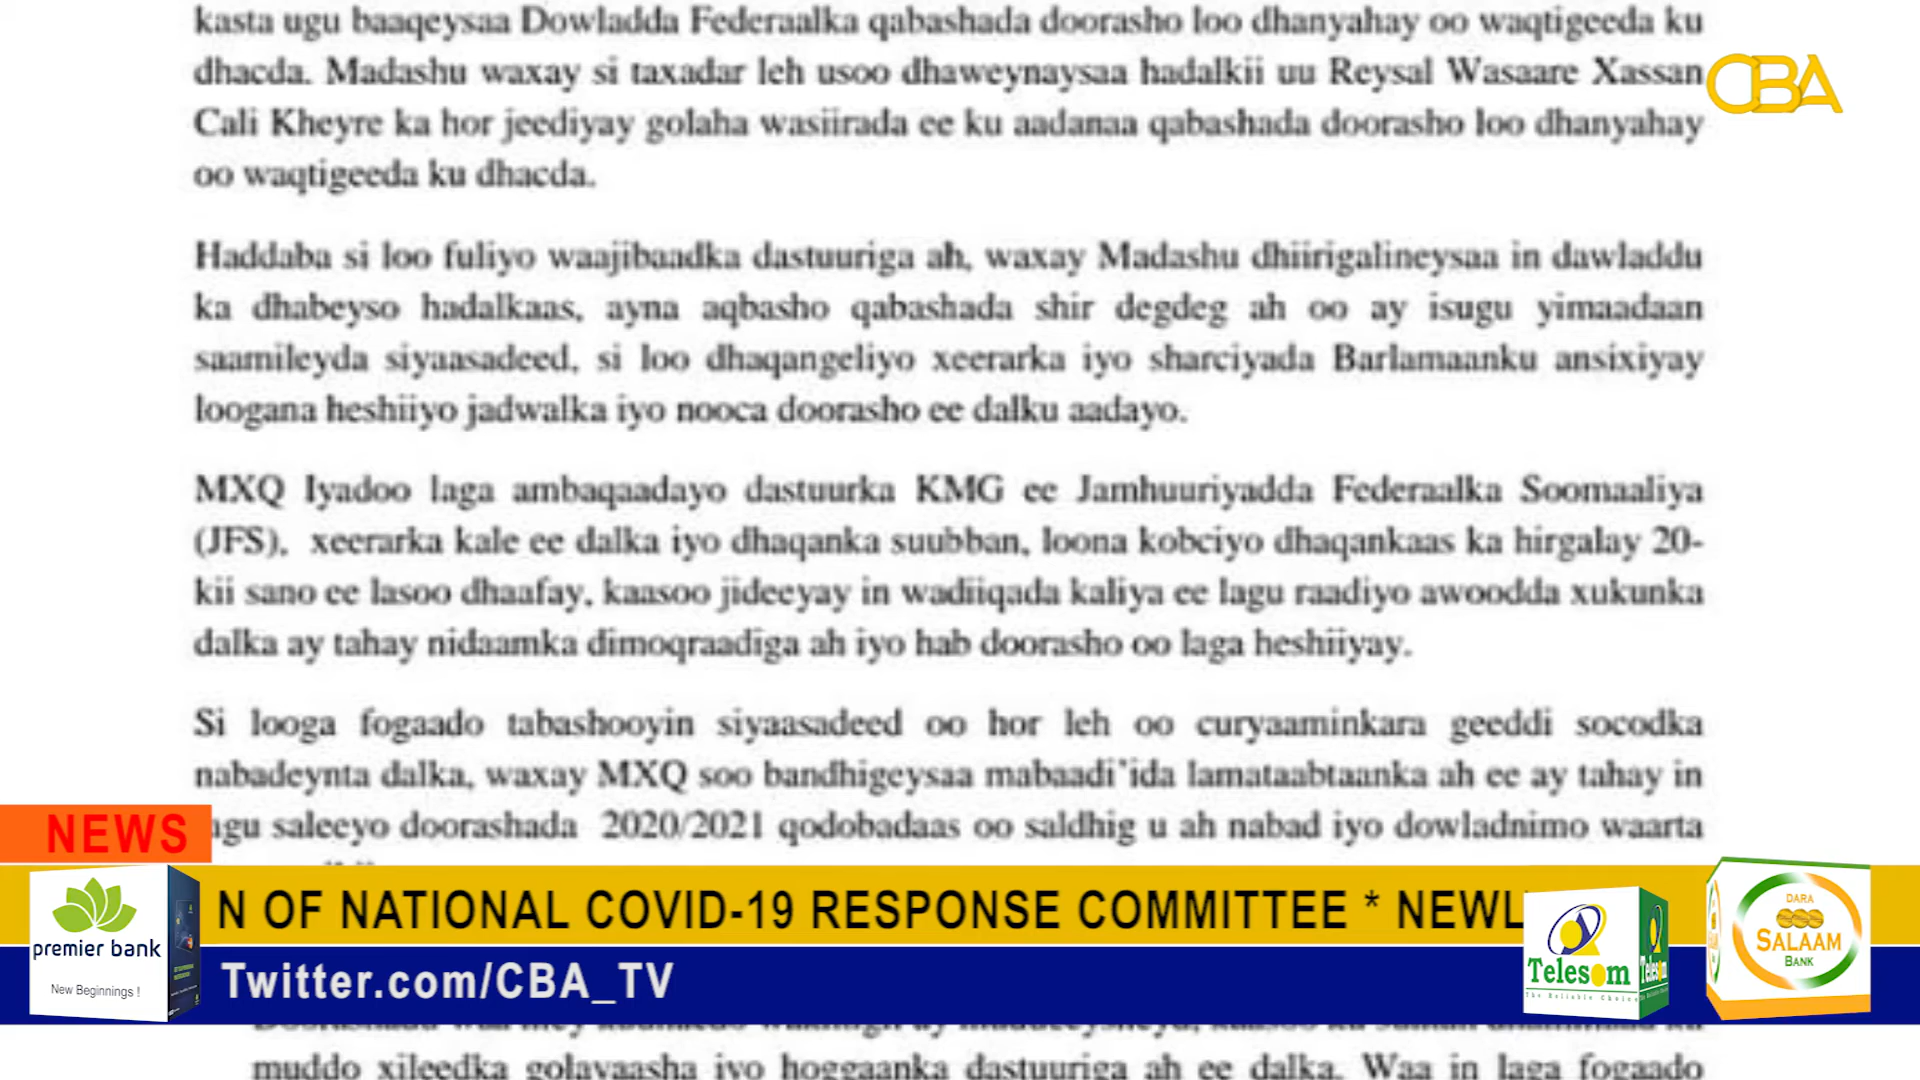 kasta ugu baaqeysaa Dowladda Federaalka qabashada doorasho loo dhanyahay oo waqtigeeda ku
dhacda. Madashu waxay si taxadar leh usoo dhaweynaysaa hadalkii uu Reysal Wasaare Xassan
CBA
Cali Kheyre ka hor jeediyay golaha wasiirada ee ku aadanaa qabashada doorasho loo dhanyahay
oo waqtigeeda ku dhacda.
Haddaba si loo fuliyo waajibaadka dastuuriga ah, waxay Madashu dhiirigalineysaa in dawladdu
ka dhabeyso hadalkaas, ayna aqbasho qabashada shir degdeg ah oo ay isugu yimaadaan
saamileyda siyaasadeed, si loo dhaqangeliyo xeerarka iyo sharciyada Barlamaanku ansixiyay
loogana heshiiyo jadwalka iyo nooca doorasho ee dalku aadayo.
MXQ Iyadoo laga ambaqaadayo dastuurka KMG ee Jamhuuriyadda Federaalka Soomaaliya
(JFS), xeerarka kale ee dalka iyo dhaqanka suubban, loona kobciyo dhaqankaas ka hirgalay 20-
kii sano ee lasoo dhaafay, kaasoo jideeyay in wadiiqada kaliya ee lagu raadiyo awoodda xukunka
dalka ay tahay nidaamka dimoqraadiga ah iyo hab doorasho oo laga heshiiyay.
Si looga fogaado tabashooyin siyaasadeed oo hor leh oo curyaaminkara geeddi socodka
nabadeynta dalka, waxay MXQ soo bandhigeysaa mabaadi'ida lamataabtaanka ah ee ay tahay in
agu saleeyo doorashada 2020/2021 qodobadaas oo saldhig u ah nabad iyo dowladnimo waarta
NEWS
N OF NATIONAL COVID-19 RESPONSE COMMITTEE * NEWL
Twitter.com/CBA_TV
premier bank
New Beginnings !
Telesom
The Reliable Choice
DARA
SALAAM
BANK
muddo xileedka golayaasha iyo hoggaanka dastuuriga ah ee dalka. Waa in laga fogaado